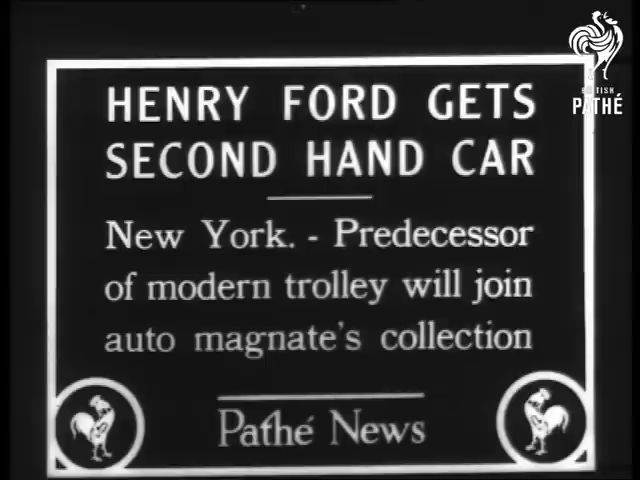 BRITISH
PATHÉ
HENRY FORD GETS
SECOND HAND CAR
New York. - Predecessor
of modern trolley will join
auto magnate's collection
Pathé News